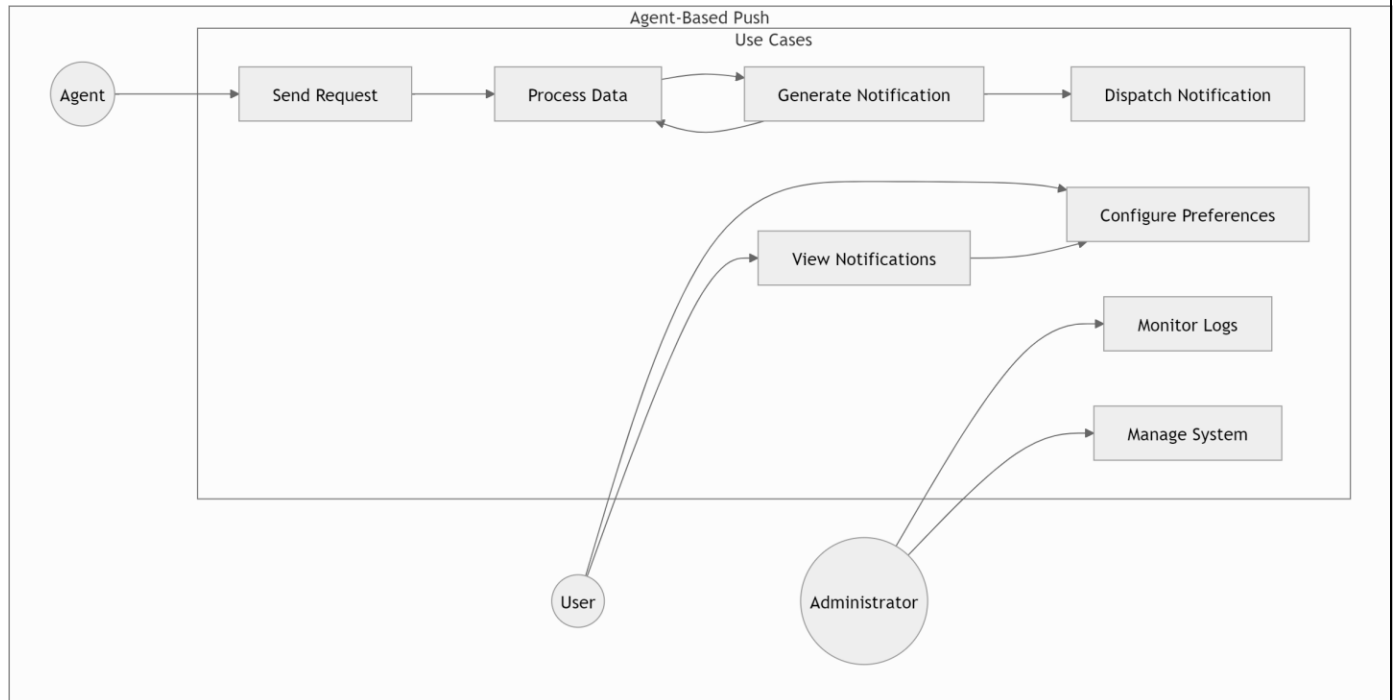 Agent-Based Push
Use Cases
Agent
Send Request
Process Data
Generate Notification
Dispatch Notification
Configure Preferences
View Notifications
Monitor Logs
Manage System
User
Administrator